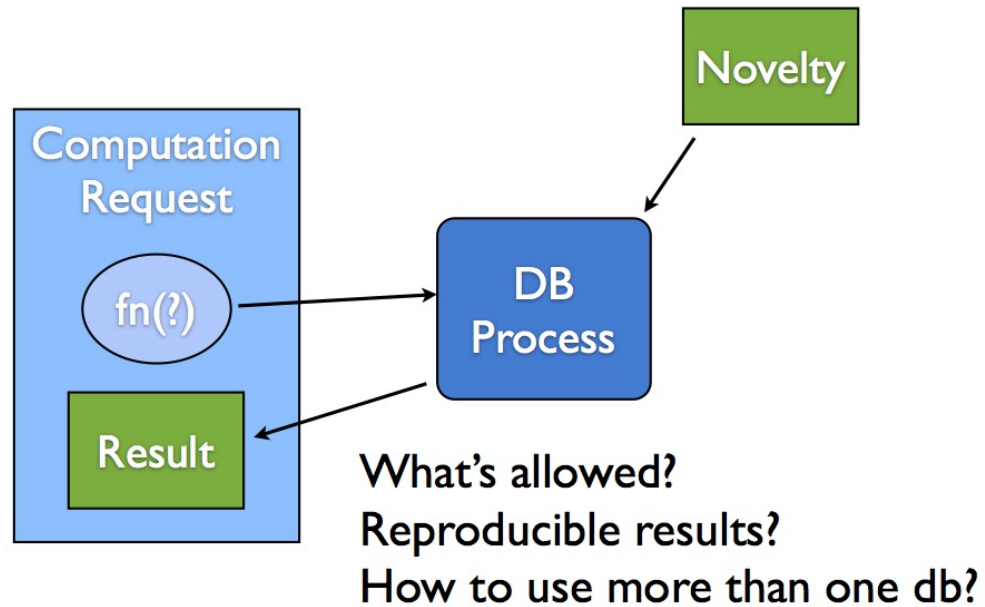 Novelty
Computation
Request
fn(?)
DB
Process
Result
What's allowed?
Reproducible results?
How to use more than one db?